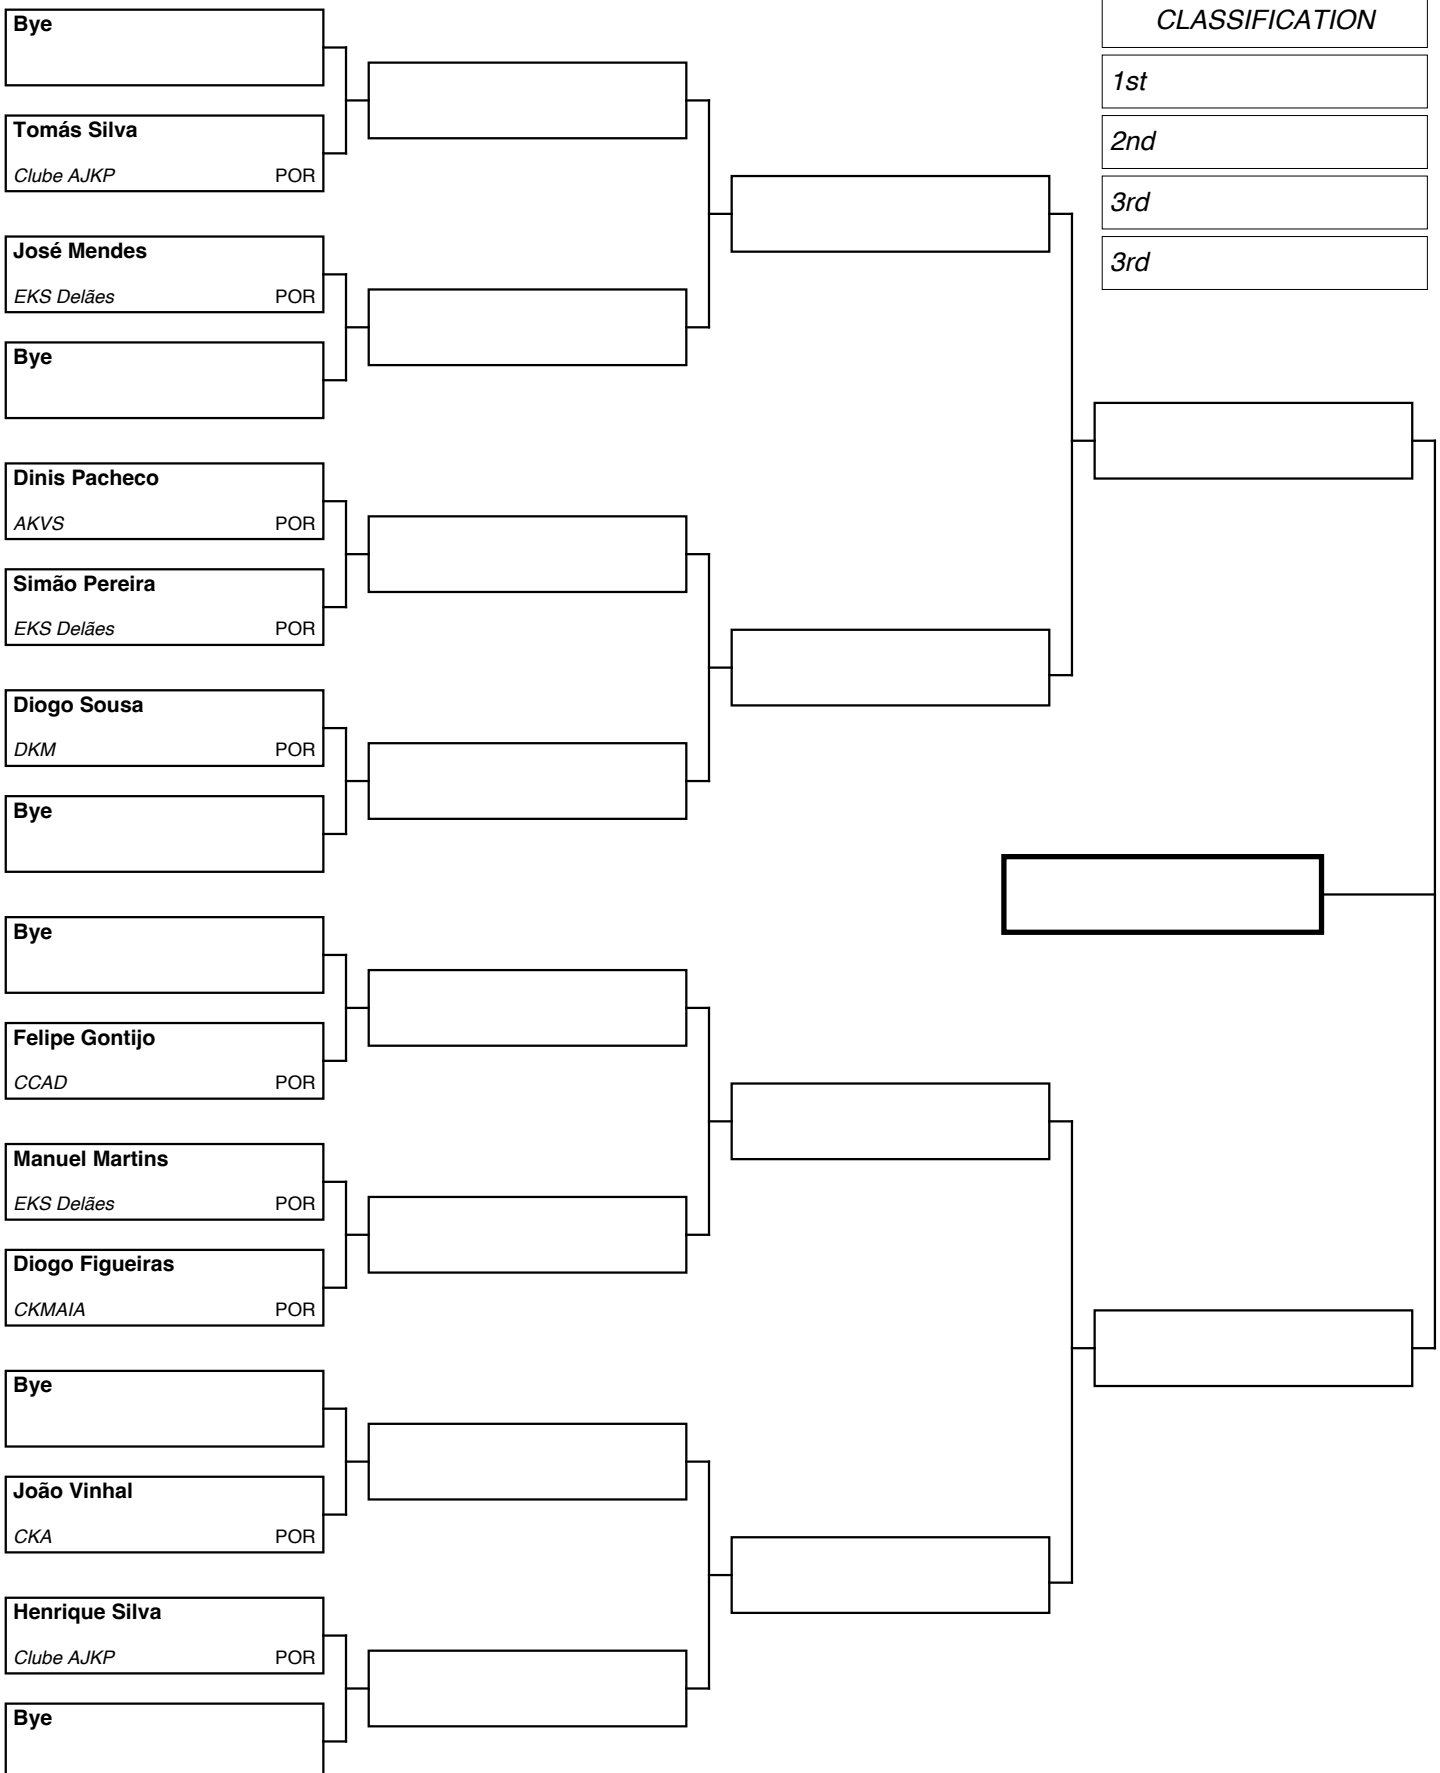 Bye
Tomás Silva
Clube AJKP POR
José Mendes
EKS Delães POR
Bye
Dinis Pacheco
AKVS POR
Simão Pereira
EKS Delães POR
Diogo Sousa
DKM POR
Bye
Bye
Felipe Gontijo
CCAD POR
Manuel Martins
EKS Delães POR
Diogo Figueiras
CKMAIA POR
Bye
João Vinhal
CKA POR
Henrique Silva
Clube AJKP POR
Bye
CLASSIFICATION
1st
2nd
3rd
3rd